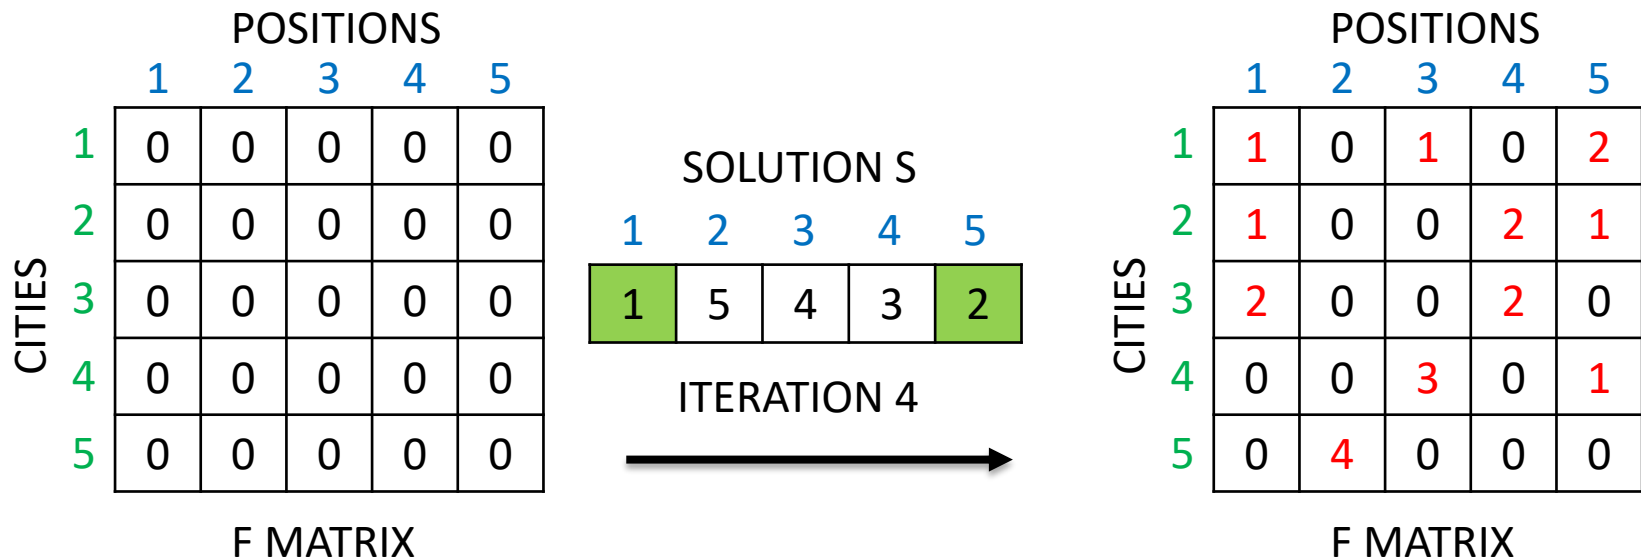 POSITIONS
1 2 3 4 5
CITIES
1 0 0 0 0 0
2 0 0 0 0 0
3 0 0 0 0 0
4 0 0 0 0 0
5 0 0 0 0 0
F MATRIX
SOLUTION S
1 2 3 4 5
1 5 4 3 2
ITERATION 4
POSITIONS
1 2 3 4 5
CITIES
1 1 0 1 0 2
2 1 0 0 2 1
3 2 0 0 2 0
4 0 0 3 0 1
5 0 4 0 0 0
F MATRIX